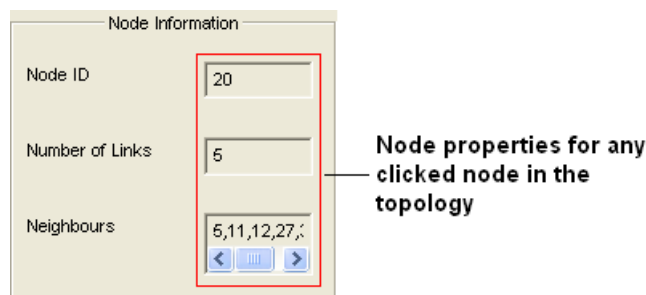 Node Information
Node ID
20
Number of Links
5
Node properties for any
clicked node in the
topology
Neighbours
5,11,12,27,